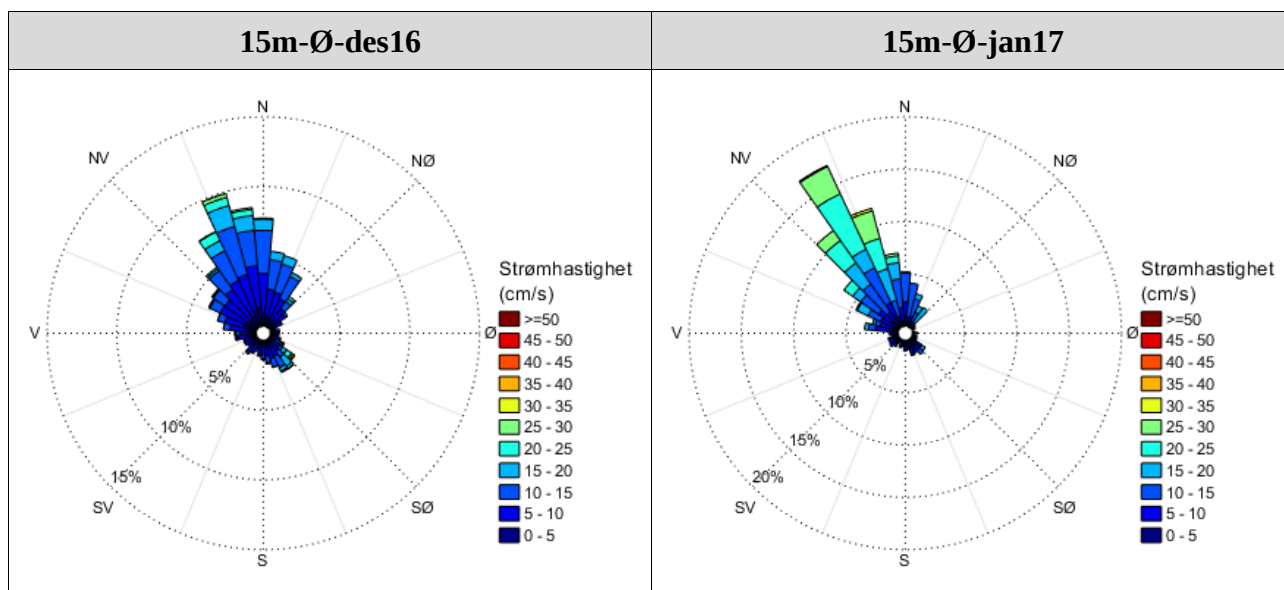 15m-Ø-des16
15m-Ø-jan17
N
NØ
Ø
SØ
S
SV
V
NV
5%
10%
15%
Strømhastighet
(cm/s)
>=50
45 - 50
40 - 45
35 - 40
30 - 35
25 - 30
20 - 25
15 - 20
10 - 15
5 - 10
0 - 5
N
NØ
Ø
SØ
S
SV
V
NV
5%
10%
15%
20%
Strømhastighet
(cm/s)
>=50
45 - 50
40 - 45
35 - 40
30 - 35
25 - 30
20 - 25
15 - 20
10 - 15
5 - 10
0 - 5